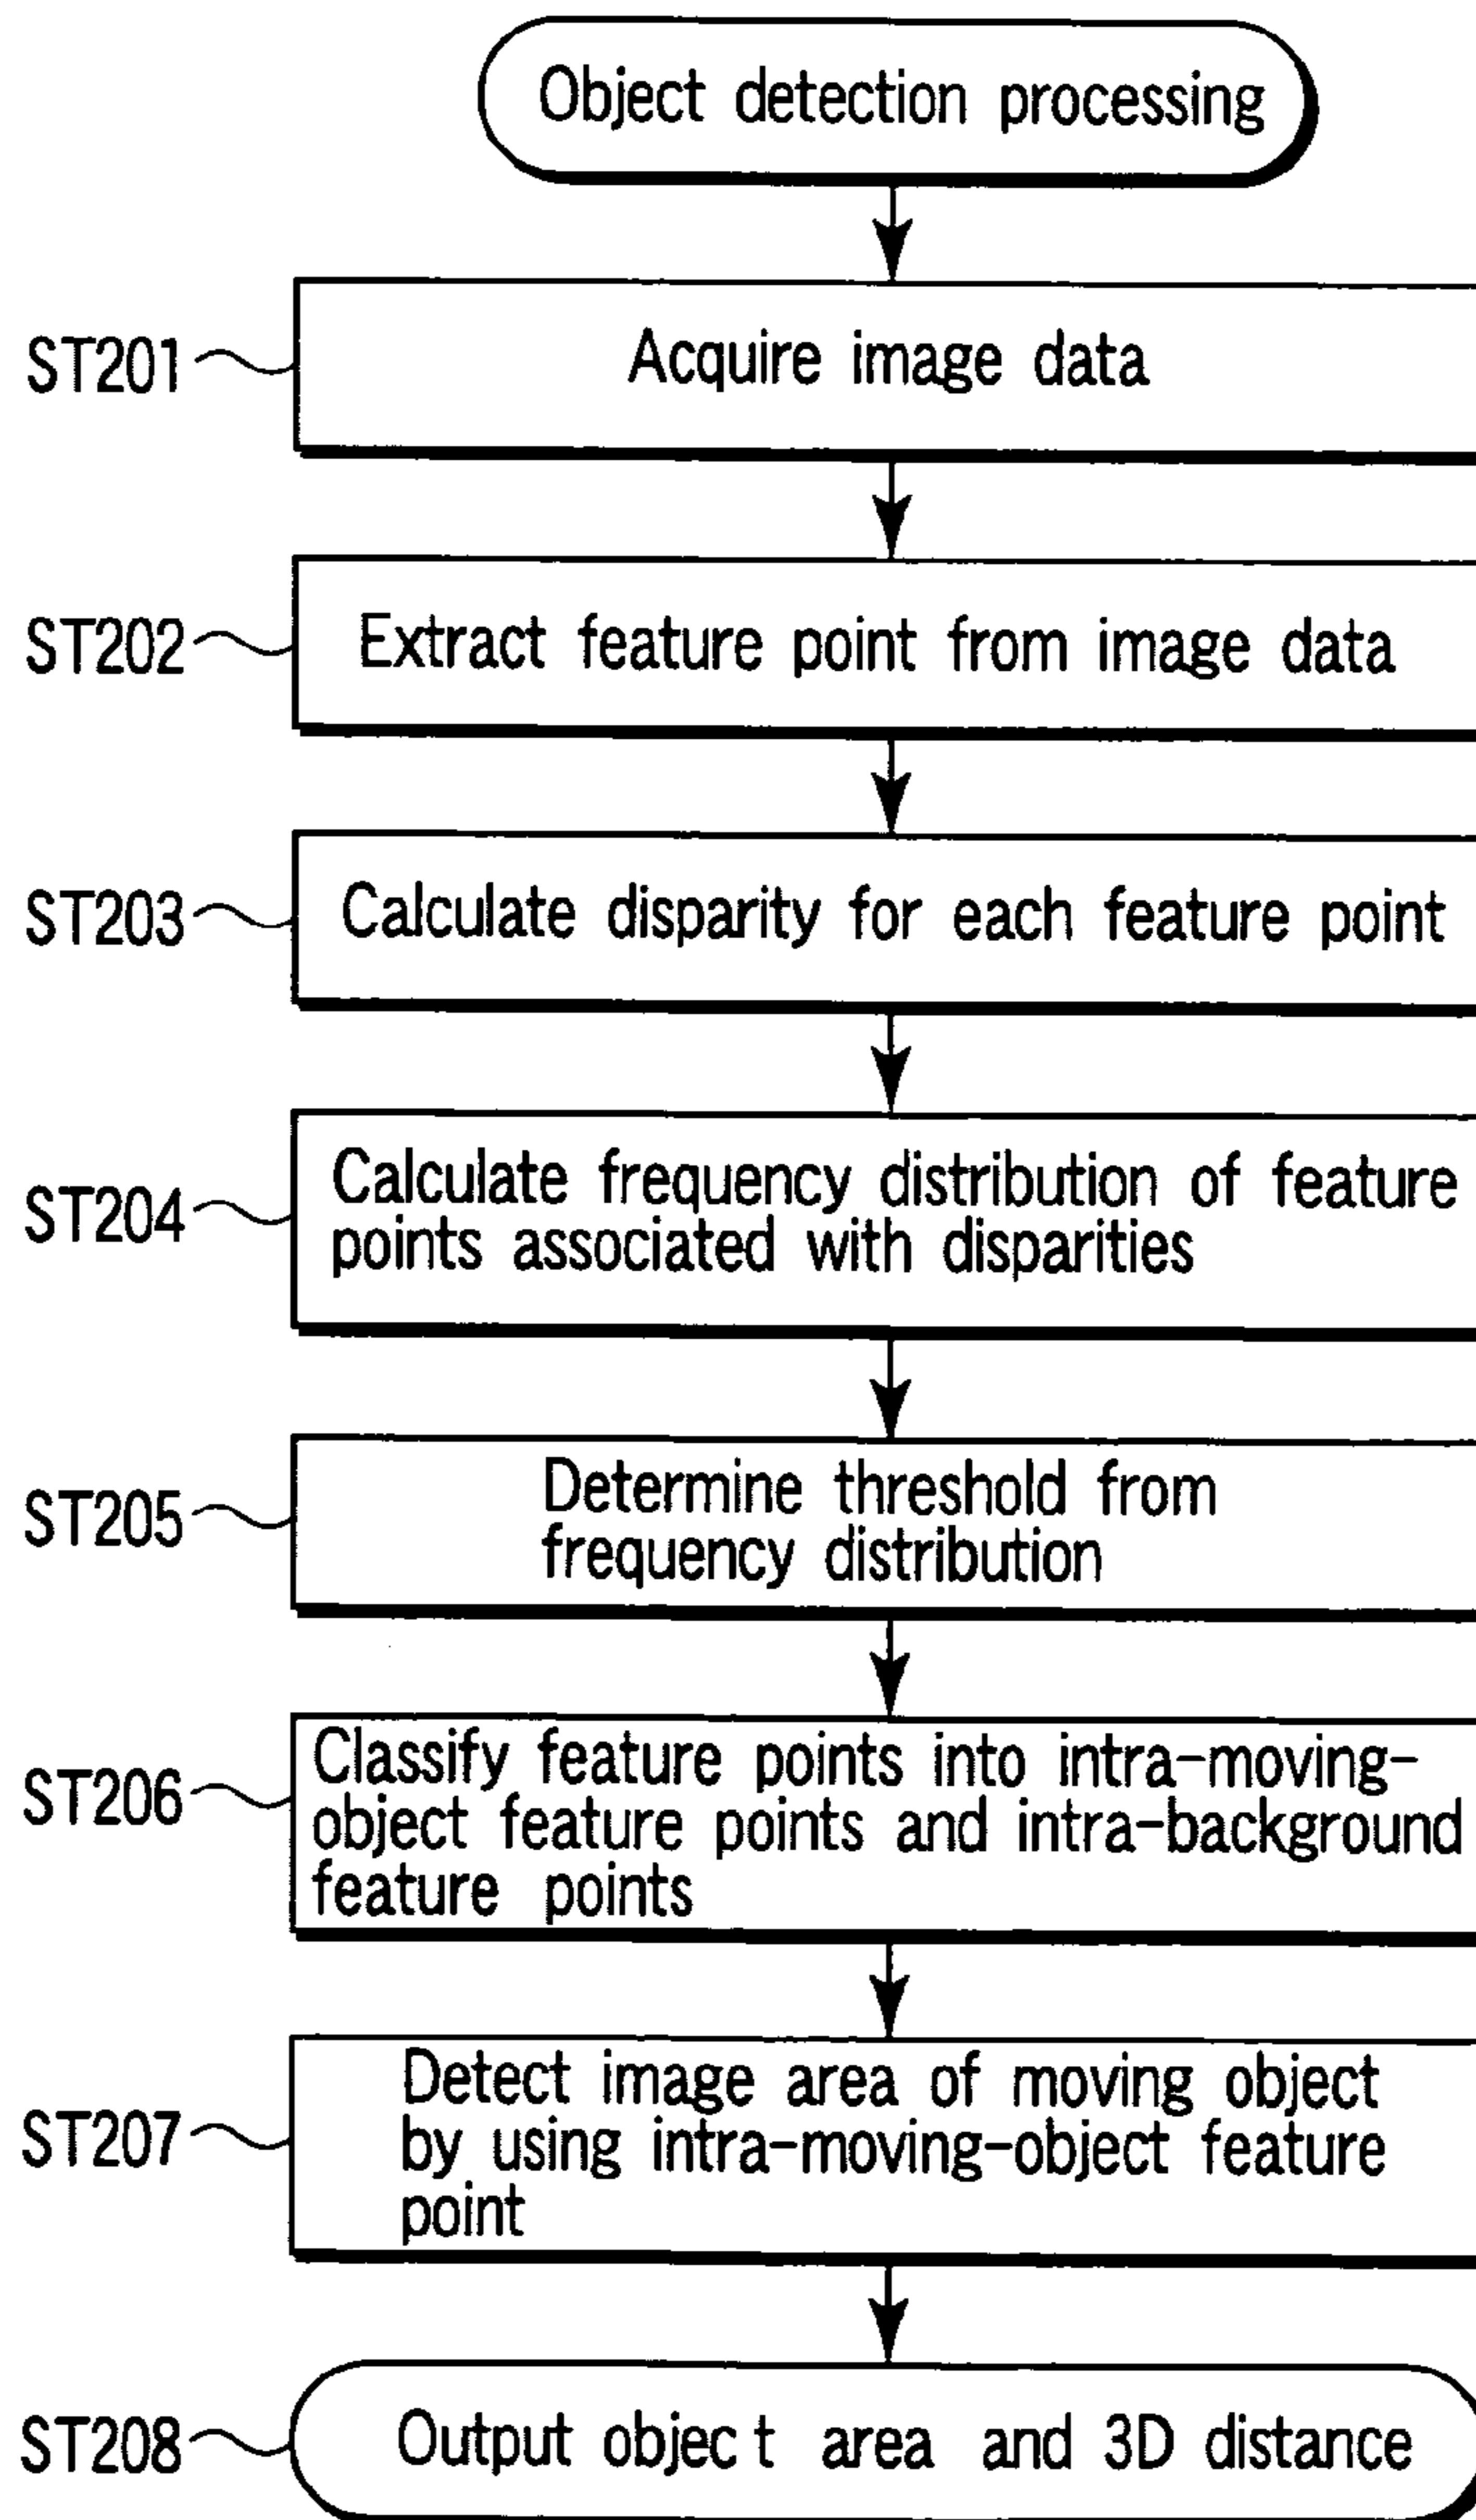 Object detection processing
ST201
Acquire image data
ST202
Extract feature point from image data
ST203
Calculate disparity for each feature point
ST204
Calculate frequency distribution of feature
points associated with disparities
ST205
Determine threshold from
frequency distribution
ST206
Classify feature points into intra-moving-
object feature points and intra-background
feature points
ST207
Detect image area of moving object
by using intra-moving-object feature
point
ST208
Output object area and 3D distance